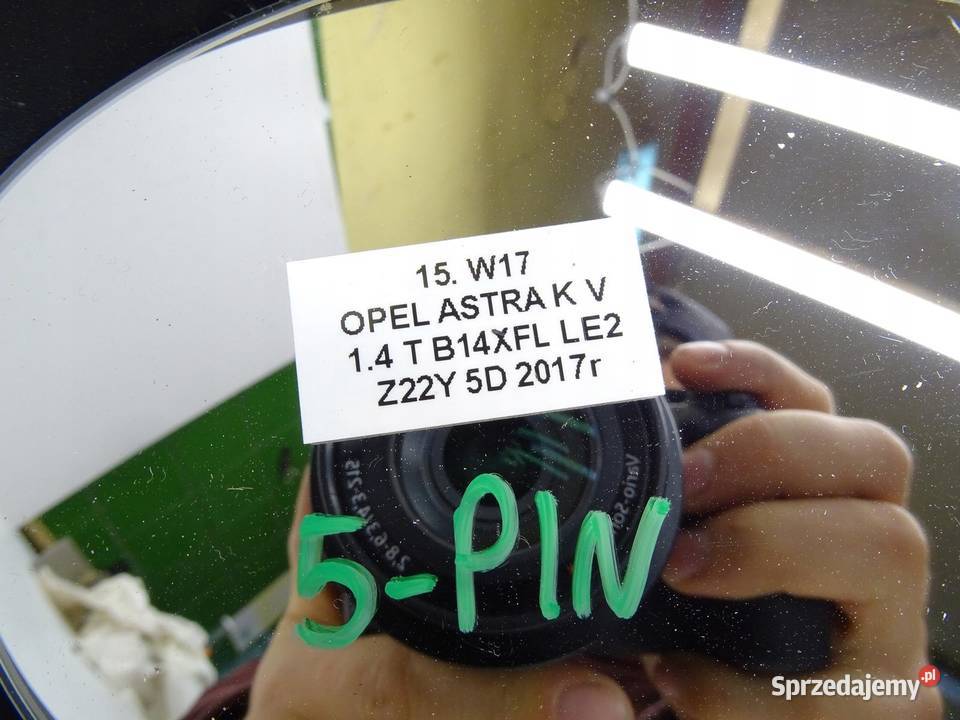 15. W17
OPEL ASTRA K V
1.4 T B14XFL LE2
Z22Y 5D 2017r
5-PIN
Sprzedajemy.pl